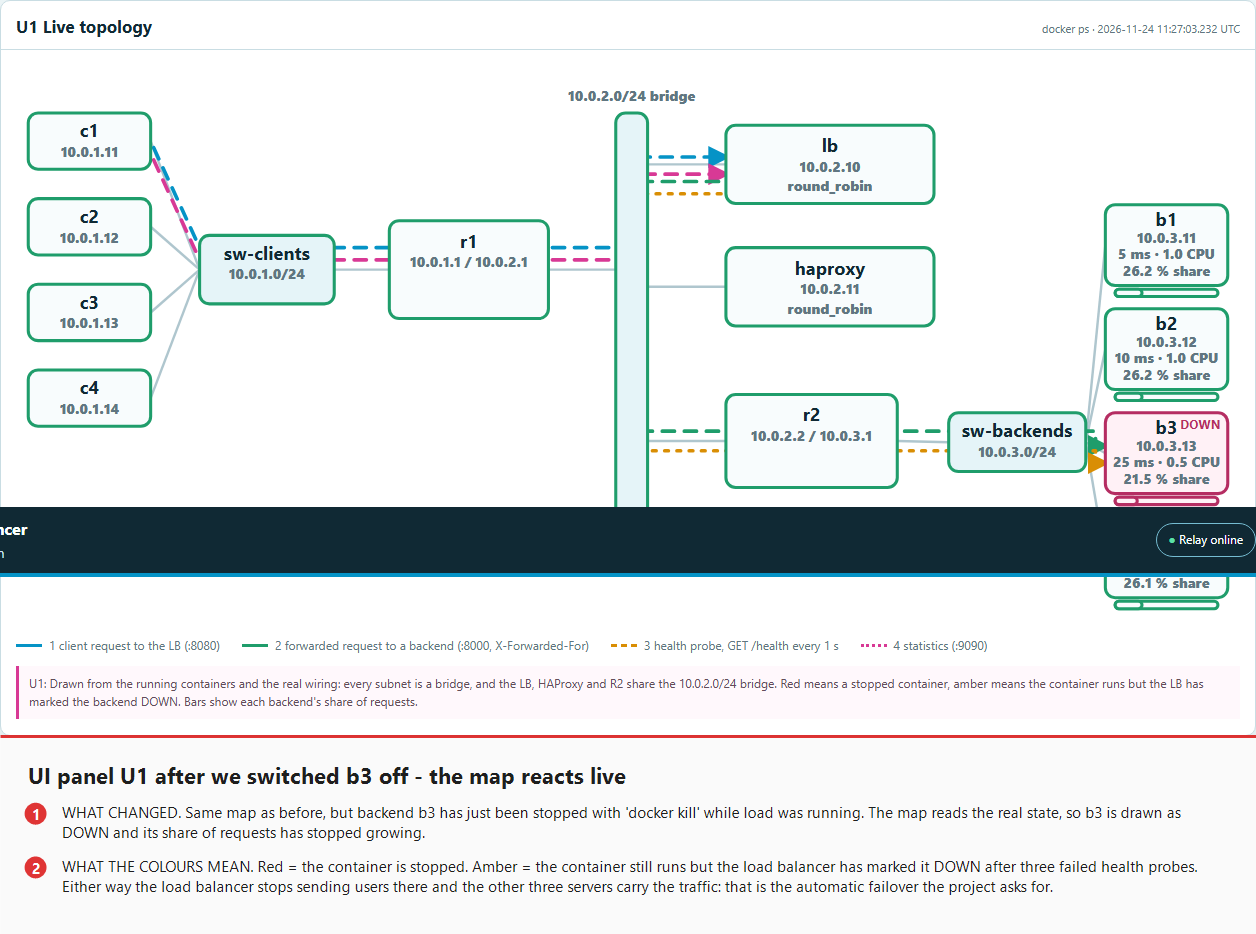 U1 Live topology
docker ps · 2026-11-24 11:27:03.232 UTC
10.0.2.0/24 bridge
c1
10.0.1.11
c2
10.0.1.12
c3
10.0.1.13
c4
10.0.1.14
sw-clients
10.0.1.0/24
r1
10.0.1.1 / 10.0.2.1
lb
10.0.2.10
round_robin
haproxy
10.0.2.11
round_robin
r2
10.0.2.2 / 10.0.3.1
sw-backends
10.0.3.0/24
b1
10.0.3.11
5 ms · 1.0 CPU
26.2 % share
b2
10.0.3.12
10 ms · 1.0 CPU
26.2 % share
b3 DOWN
10.0.3.13
25 ms · 0.5 CPU
21.5 % share
ncer
n
Relay online
26.1 % share
1 client request to the LB (:8080)
2 forwarded request to a backend (:8000, X-Forwarded-For)
3 health probe, GET /health every 1 s
4 statistics (:9090)
U1: Drawn from the running containers and the real wiring: every subnet is a bridge, and the LB, HAProxy and R2 share the 10.0.2.0/24 bridge. Red means a stopped container, amber means the container runs but the LB has
marked the backend DOWN. Bars show each backend's share of requests.
UI panel U1 after we switched b3 off - the map reacts live
1 WHAT CHANGED. Same map as before, but backend b3 has just been stopped with 'docker kill' while load was running. The map reads the real state, so b3 is drawn as
DOWN and its share of requests has stopped growing.
2 WHAT THE COLOURS MEAN. Red = the container is stopped. Amber = the container still runs but the load balancer has marked it DOWN after three failed health probes.
Either way the load balancer stops sending users there and the other three servers carry the traffic: that is the automatic failover the project asks for.